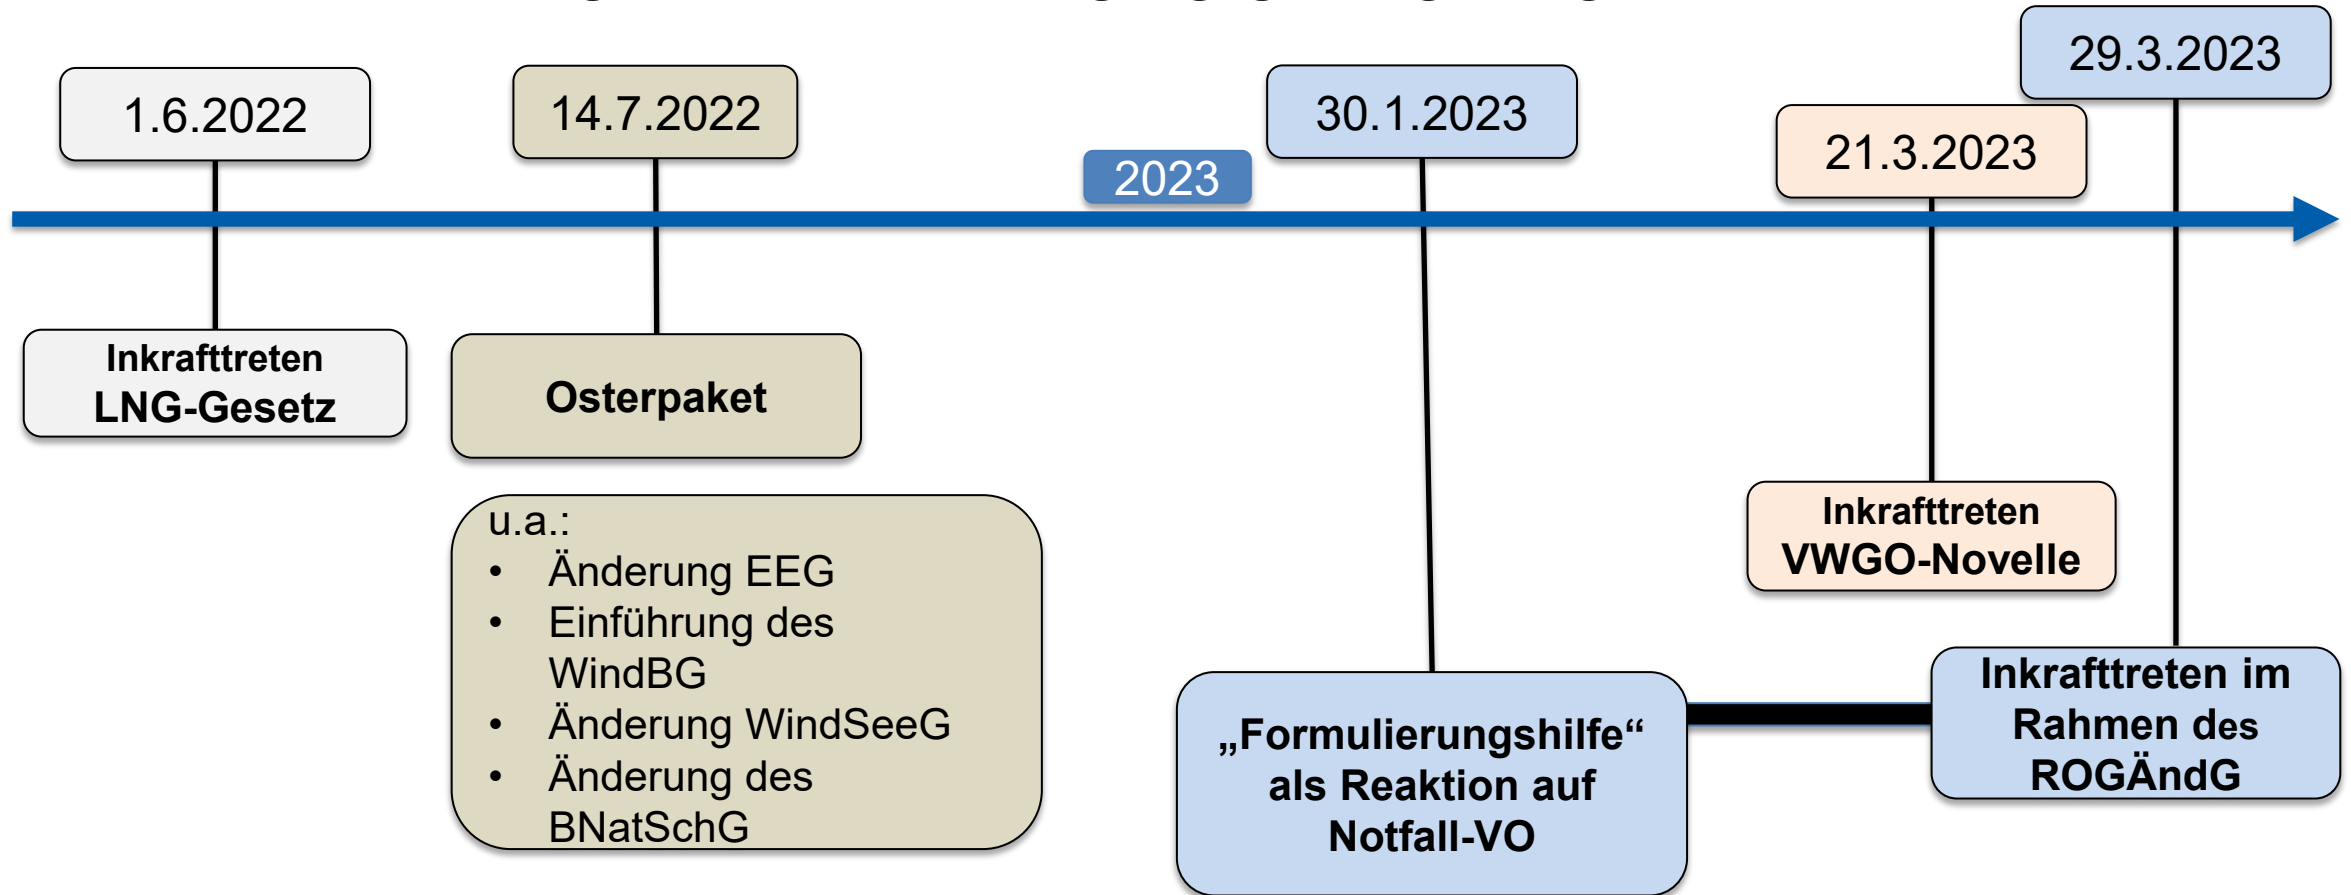 1.6.2022
14.7.2022
2023
30.1.2023
21.3.2023
29.3.2023
Inkrafttreten
LNG-Gesetz
Osterpaket
u.a.:
• Änderung EEG
• Einführung des
WindBG
• Änderung WindSeeG
• Änderung des
BNatSchG
„Formulierungshilfe“
als Reaktion auf
Notfall-VO
Inkrafttreten
VWGO-Novelle
Inkrafttreten im
Rahmen des
ROGÄndG